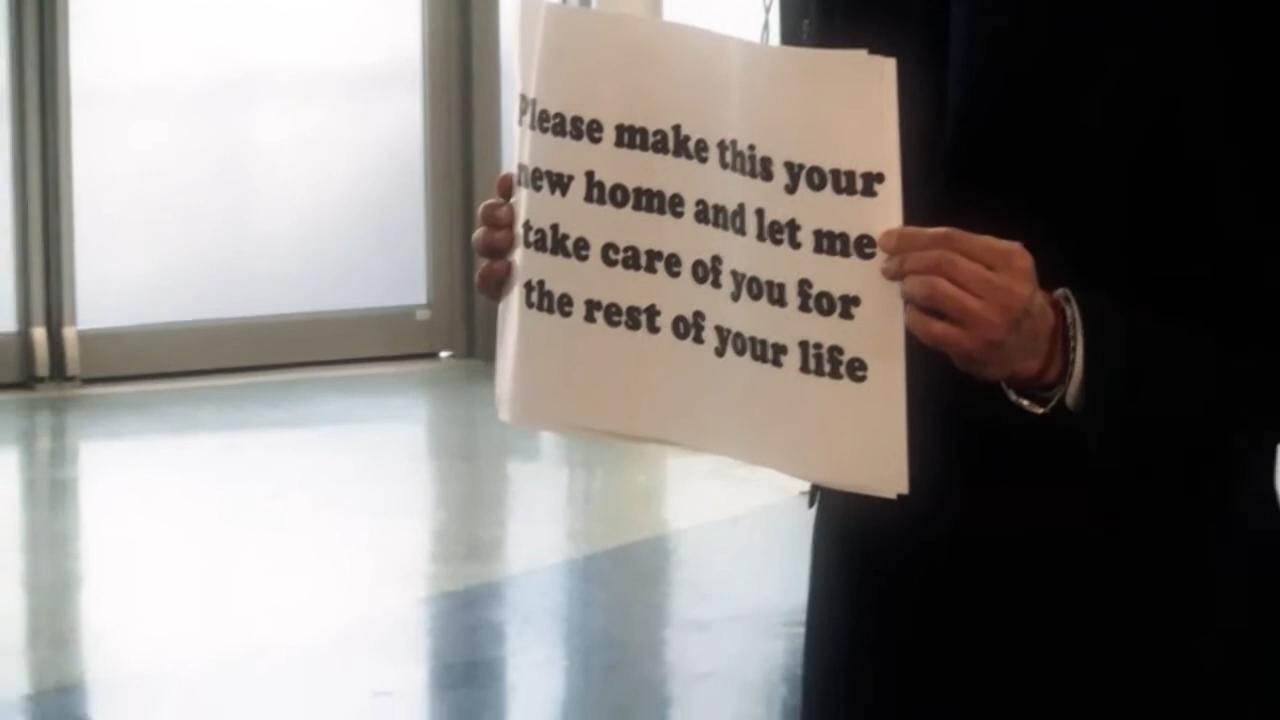 Please make this your
new home and let me
take care of you for
the rest of your life